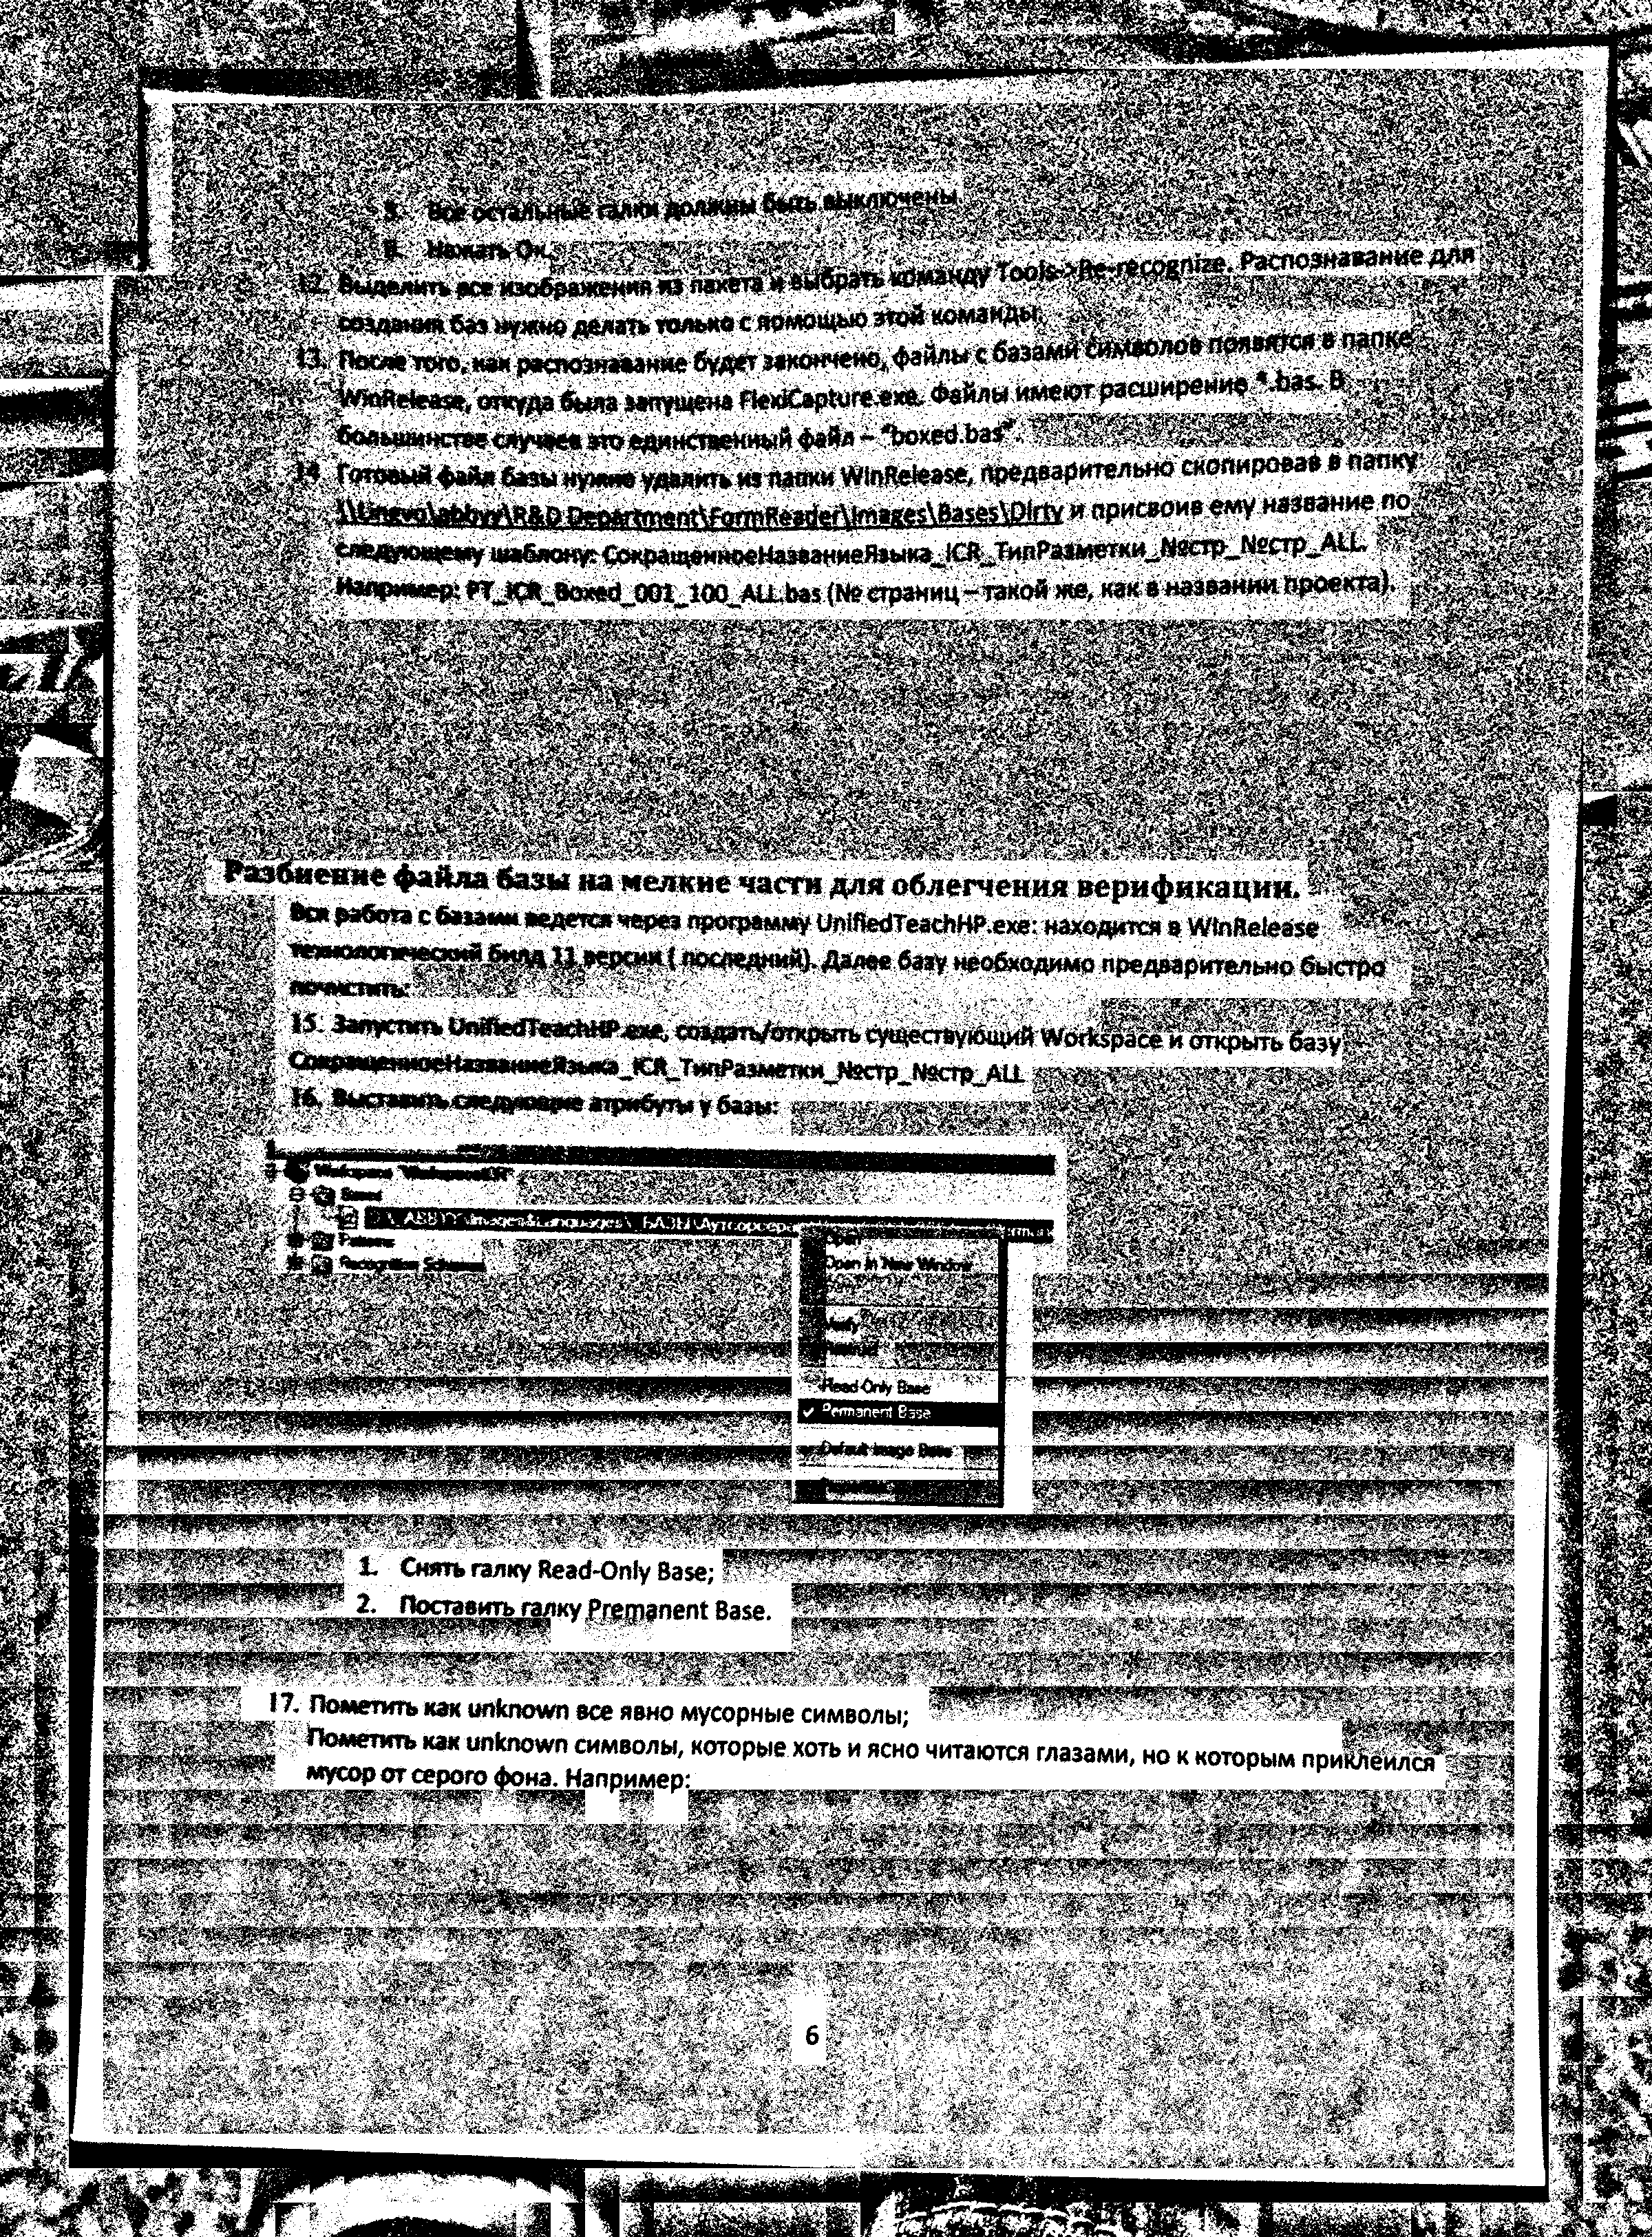 5. Все остальные галки должны быть выключены.
Нажать Ок.
12. Выделить все изображения из пакета и выбрать команду Tools->Re-recognize. Распознавание для
создания баз нужно делать только с помощью этой команды.
13. После того, как распознавание будет закончено, файлы с базами символов появятся в папке
WinRelease, откуда была запущена FlexiCapture.exe. Файлы имеют расширение *.bas. В
большинстве случаев это единственный файл – "boxed.bas".
14. Готовый файл базы нужно удалить из папки WinRelease, предварительно скопировав в папку
\\Lingvo\abbyy\R&D Department\FormReader\Images\Bases\Dirty и присвоив ему название по
следующему шаблону: СокращенноеНазваниеЯзыка_ICR_ТипРазметки_№стр_№стр_ALL.
Например: PT_ICR_Boxed_001_100_ALL.bas (№ страниц – такой же, как в названии проекта).
Разбиение файла базы на мелкие части для облегчения верификации.
Вся работа с базами ведется через программу UnifiedTeachHP.exe: находится в WinRelease
технологический билд 11 версии ( последний). Далее базу необходимо предварительно быстро
почистить:
15. Запустить UnifiedTeachHP.exe, создать/открыть существующий Workspace и открыть базу
СокращенноеНазваниеЯзыка_ICR_ТипРазметки_№стр_№стр_ALL
16. Выставить следующие атрибуты у базы:
Workspace
Bases
ABBYY\Images&Languages\_БАЗЫ\Аутсорсера
Patterns
Recognition Schemes
Open
Open in New Window
Verify
Read-Only Base
Permanent Base
Default Image Base
1. Снять галку Read-Only Base;
2. Поставить галку Premanent Base.
17. Пометить как unknown все явно мусорные символы;
Пометить как unknown символы, которые хоть и ясно читаются глазами, но к которым приклеился
мусор от серого фона. Например:
6